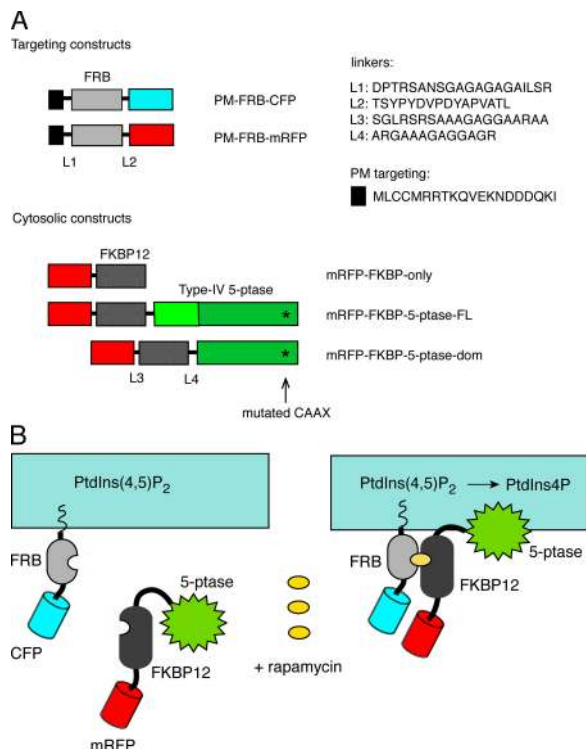 A
Targeting constructs
FRB
PM-FRB-CFP
PM-FRB-mRFP
L1 L2
linkers:
L1: DPTRSANSGAGAGAGAILSR
L2: TSYPYDVPDYAPVATL
L3: SGLRSRSAAAGAGGAARAA
L4: ARGAAAGAGGAGR
PM targeting:
MLCCMRRTKQVEKNDDDQKI
Cytosolic constructs
FKBP12
mRFP-FKBP-only
Type-IV 5-ptase
* mRFP-FKBP-5-ptase-FL
* mRFP-FKBP-5-ptase-dom
L3 L4
mutated CAAX
B
PtdIns(4,5)P2
FRB
CFP
5-ptase
FKBP12
mRFP
+ rapamycin
PtdIns(4,5)P2 → PtdIns4P
FRB
5-ptase
FKBP12